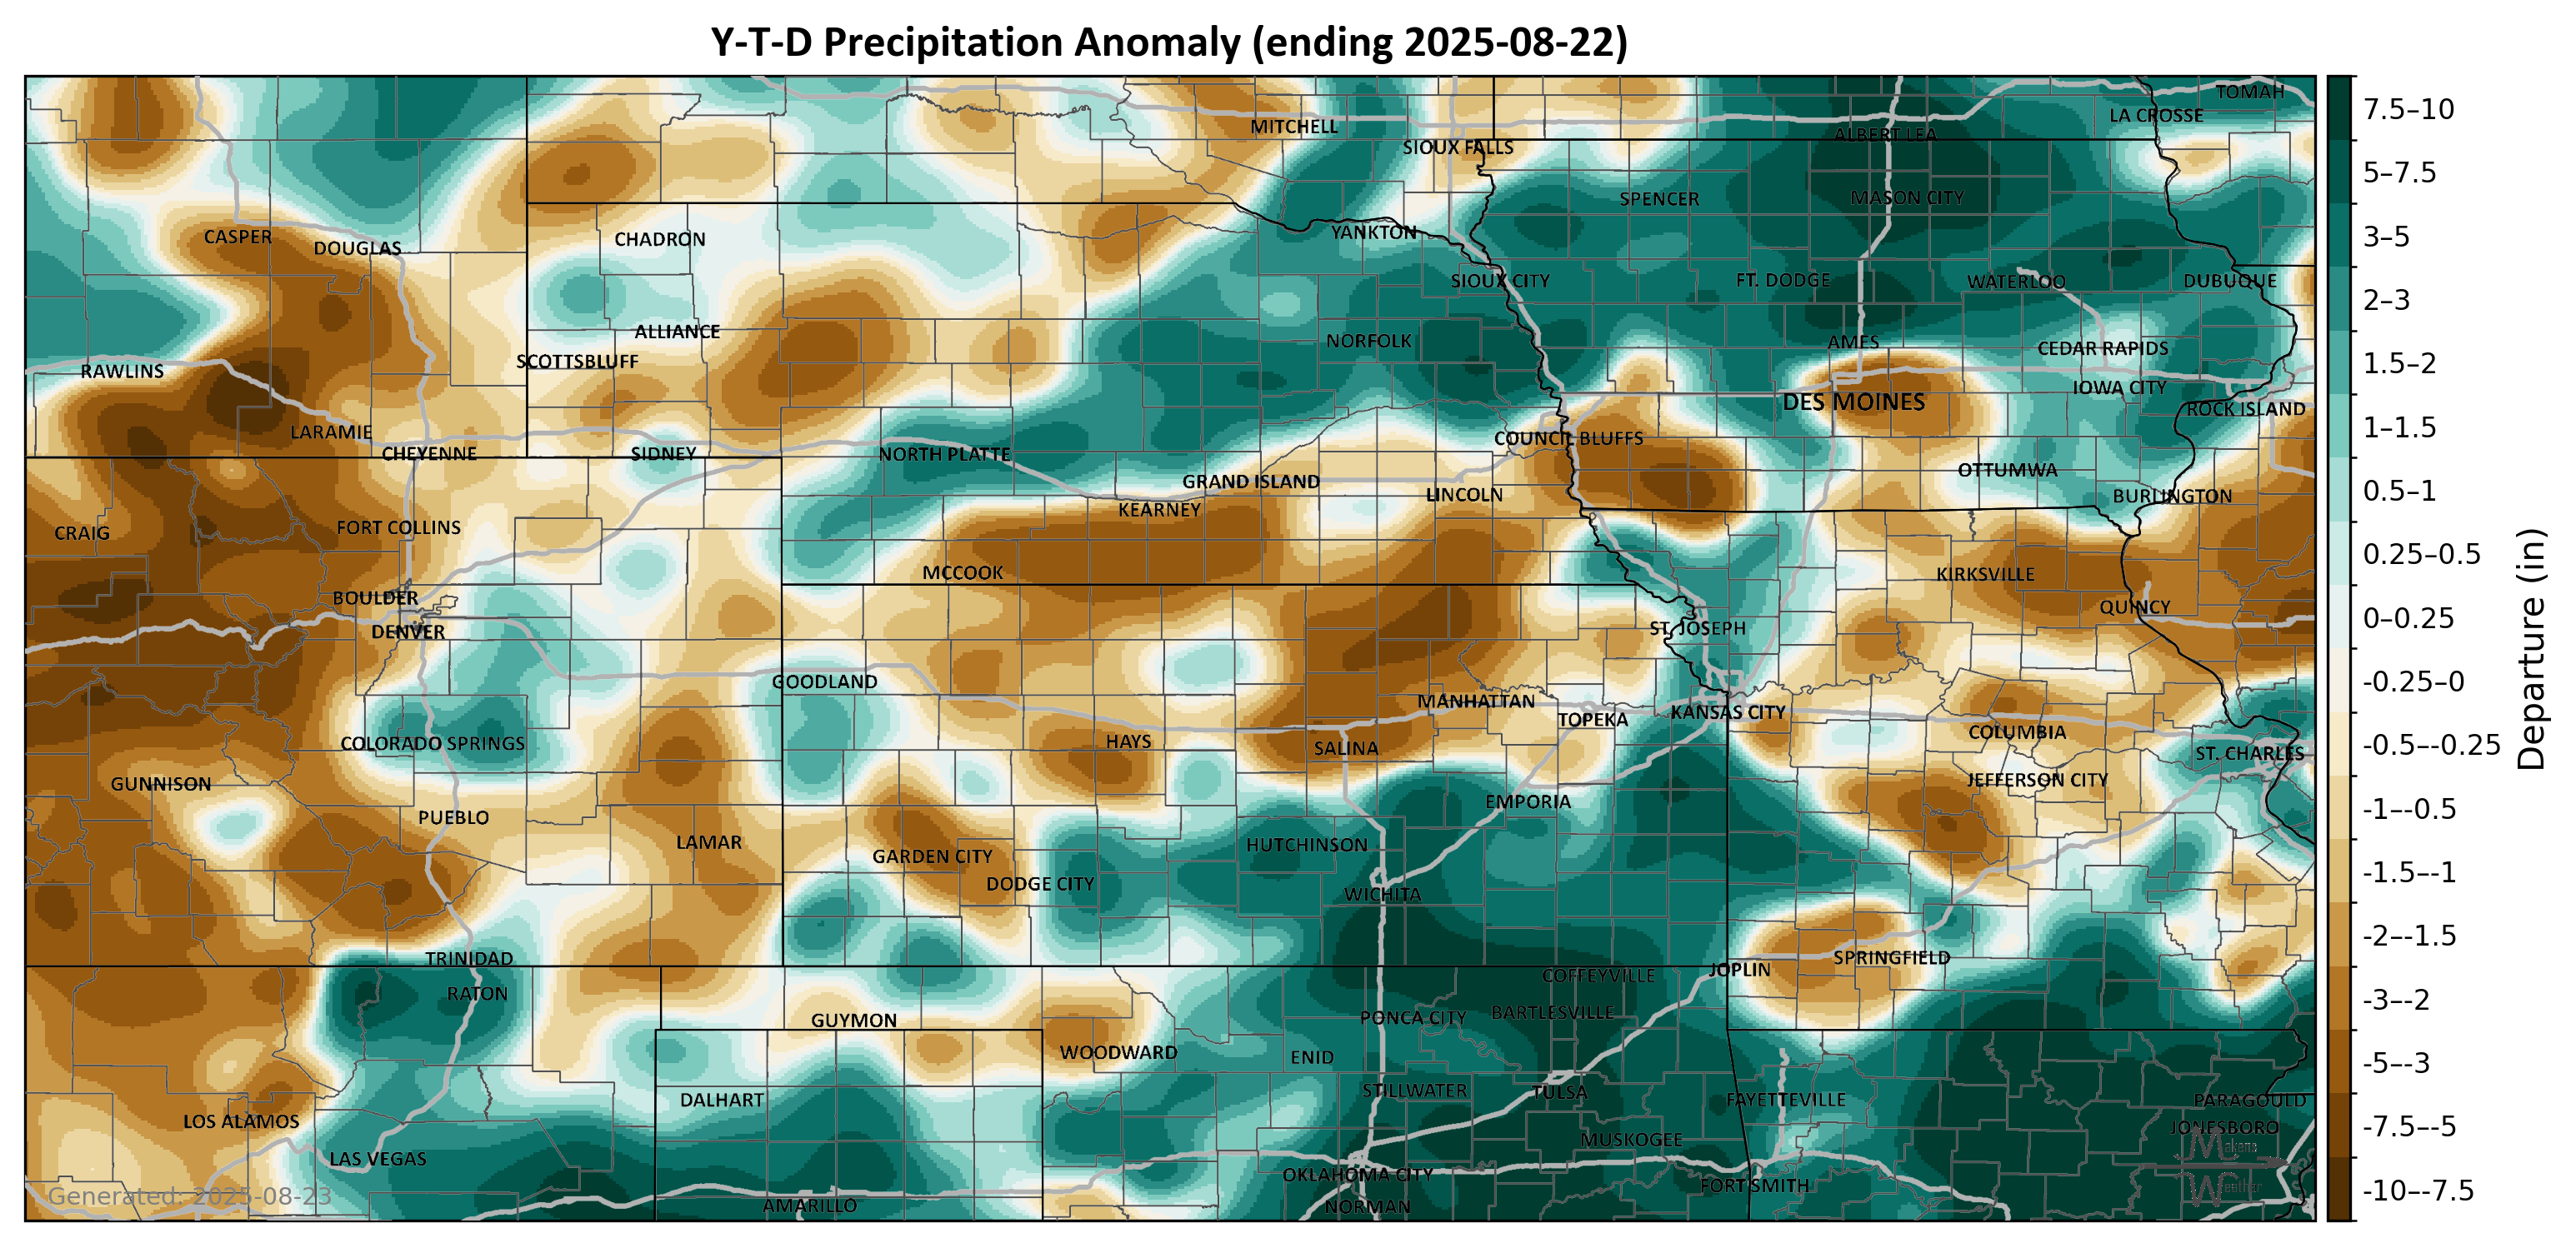 Y-T-D Precipitation Anomaly (ending 2025-08-22)
TOMAH
LA CROSSE
MITCHELL
ALBERT LEA
SIOUX FALLS
SPENCER
MASON CITY
CASPER
DOUGLAS
CHADRON
YANKTON
SIOUX CITY
FT. DODGE
WATERLOO
DUBUQUE
ALLIANCE
NORFOLK
AMES
CEDAR RAPIDS
SCOTTSBLUFF
RAWLINS
IOWA CITY
DES MOINES
ROCK ISLAND
LARAMIE
CHEYENNE
SIDNEY
NORTH PLATTE
COUNCIL BLUFFS
OTTUMWA
GRAND ISLAND
LINCOLN
BURLINGTON
KEARNEY
CRAIG
FORT COLLINS
MCCOOK
KIRKSVILLE
BOULDER
QUINCY
DENVER
ST. JOSEPH
GOODLAND
MANHATTAN
TOPEKA
KANSAS CITY
COLORADO SPRINGS
HAYS
SALINA
COLUMBIA
ST. CHARLES
GUNNISON
JEFFERSON CITY
EMPORIA
PUEBLO
LAMAR
GARDEN CITY
HUTCHINSON
DODGE CITY
WICHITA
TRINIDAD
SPRINGFIELD
JOPLIN
COFFEYVILLE
RATON
BARTLESVILLE
PONCA CITY
GUYMON
WOODWARD
ENID
STILLWATER
TULSA
DALHART
FAYETTEVILLE
PARAGOULD
LOS ALAMOS
JONESBORO
MUSKOGEE
Makens
Weather
LAS VEGAS
OKLAHOMA CITY
FORT SMITH
Generated: 2025-08-23
AMARILLO
NORMAN
7.5–10
5–7.5
3–5
2–3
1.5–2
1–1.5
0.5–1
0.25–0.5
0–0.25
-0.25–0
-0.5–-0.25
-1–-0.5
-1.5–-1
-2–-1.5
-3–-2
-5–-3
-7.5–-5
-10–-7.5
Departure (in)